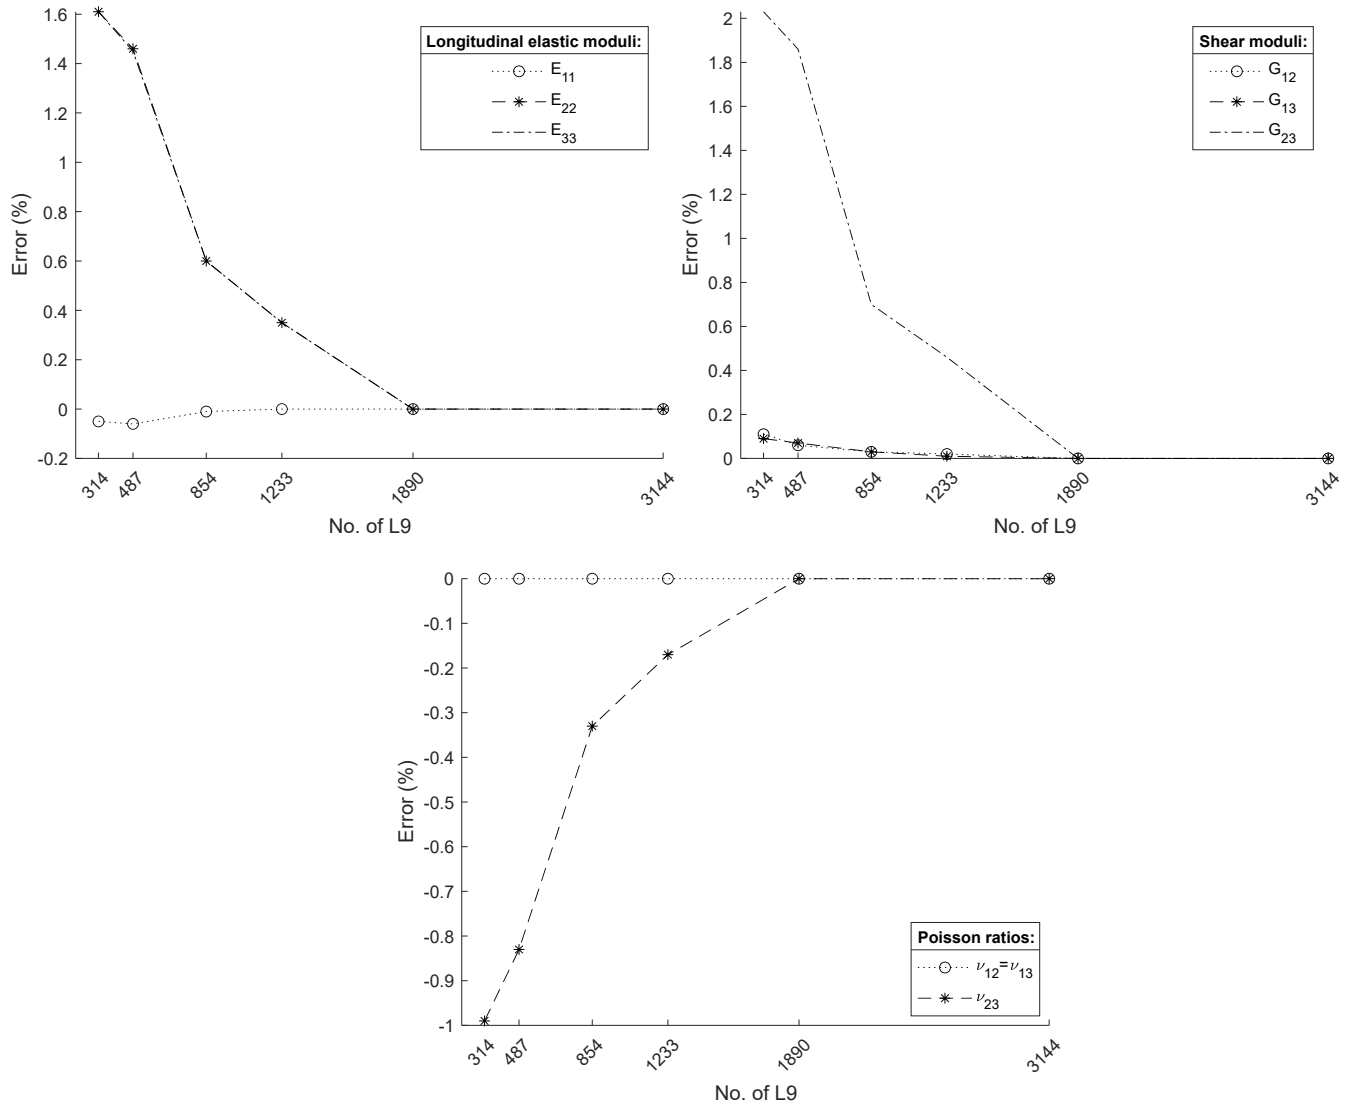 1.6
1.4
1.2
1
0.8
0.6
0.4
0.2
0
-0.2
Error (%)
314
487
854
1233
1890
3144
No. of L9
Longitudinal elastic moduli:
E11
E22
E33
2
1.8
1.6
1.4
1.2
1
0.8
0.6
0.4
0.2
0
Error (%)
314
487
854
1233
1890
3144
No. of L9
Shear moduli:
G12
G13
G23
0
-0.1
-0.2
-0.3
-0.4
-0.5
-0.6
-0.7
-0.8
-0.9
-1
Error (%)
314
487
854
1233
1890
3144
No. of L9
Poisson ratios:
ν12=ν13
ν23